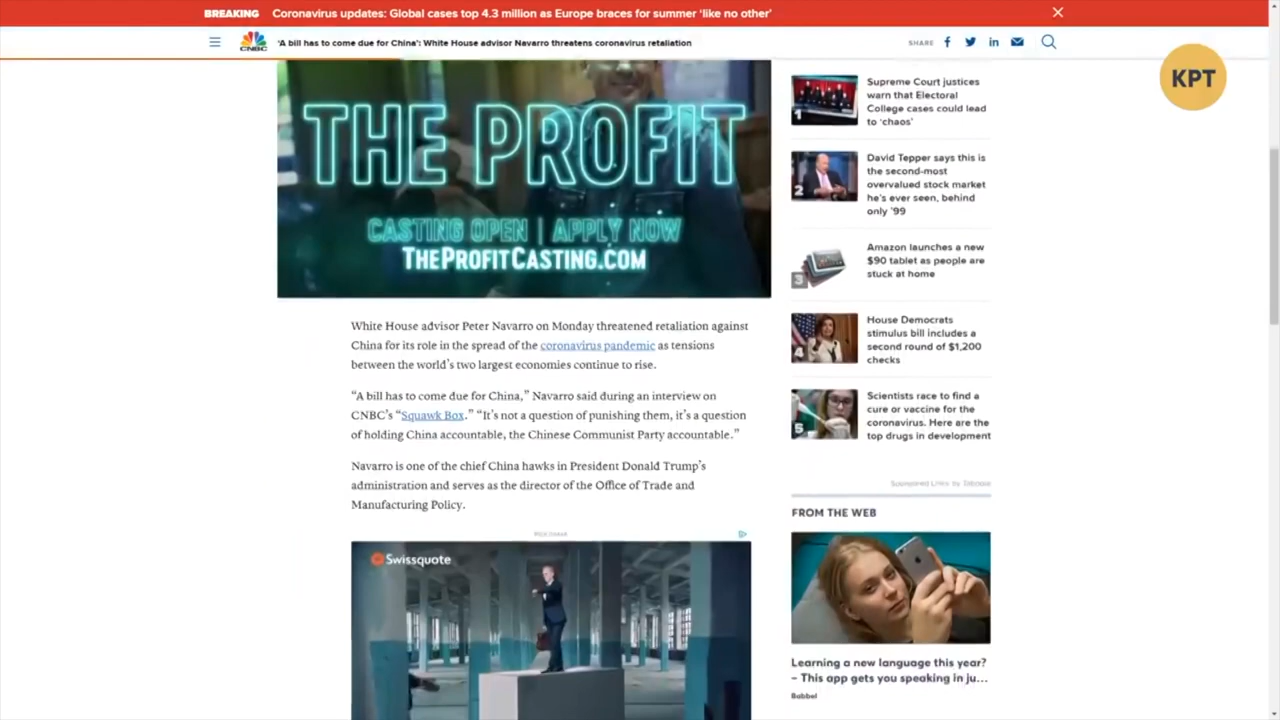 BREAKING Coronavirus updates: Global cases top 4.3 million as Europe braces for summer 'like no other'
CNBC
'A bill has to come due for China': White House advisor Navarro threatens coronavirus retaliation
SHARE
KPT
THE PROFIT
CASTING OPEN | APPLY NOW
THEPROFITCASTING.COM
White House advisor Peter Navarro on Monday threatened retaliation against
China for its role in the spread of the coronavirus pandemic as tensions
between the world's two largest economies continue to rise.
“A bill has to come due for China,” Navarro said during an interview on
CNBC's “Squawk Box.” “It's not a question of punishing them, it's a question
of holding China accountable, the Chinese Communist Party accountable.”
Navarro is one of the chief China hawks in President Donald Trump's
administration and serves as the director of the Office of Trade and
Manufacturing Policy.
Swissquote
1
Supreme Court justices
warn that Electoral
College cases could lead
to 'chaos'
2
David Tepper says this is
the second-most
overvalued stock market
he's ever seen, behind
only '99
3
Amazon launches a new
$90 tablet as people are
stuck at home
4
House Democrats
stimulus bill includes a
second round of $1,200
checks
5
Scientists race to find a
cure or vaccine for the
coronavirus. Here are the
top drugs in development
Sponsored Links by Taboola
FROM THE WEB
Learning a new language this year?
– This app gets you speaking in ju...
Babbel